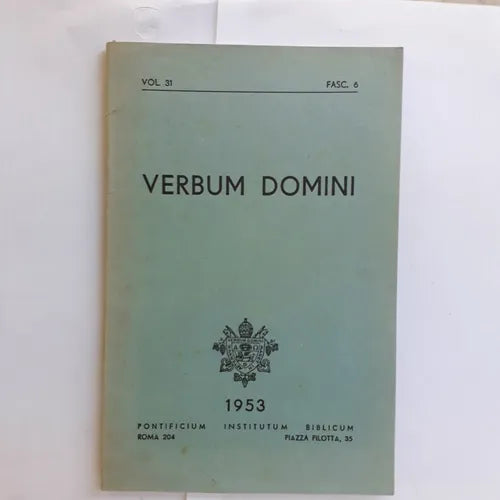 VOL. 31 FASC. 6
VERBUM DOMINI
1953
PONTIFICIUM INSTITUTUM BIBLICUM
ROMA 204 PIAZZA PILOTTA, 35